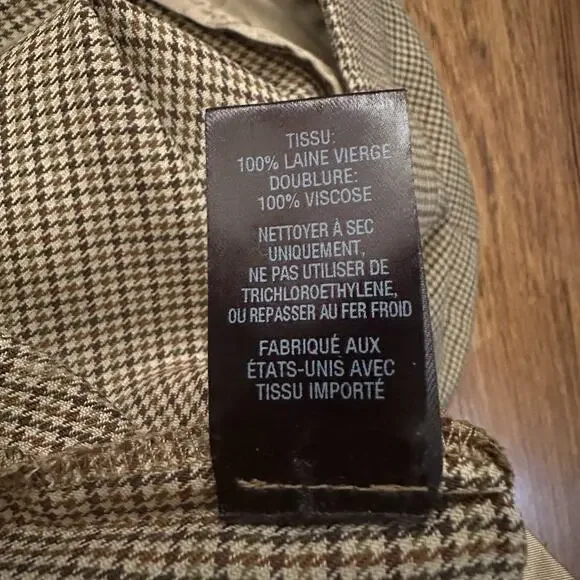 TISSU:
100% LAINE VIERGE
DOUBLURE:
100% VISCOSE
NETTOYER À SEC
UNIQUEMENT,
NE PAS UTILISER DE
TRICHLOROETHYLENE,
OU REPASSER AU FER FROID
FABRIQUÉ AUX
ÉTATS-UNIS AVEC
TISSU IMPORTÉ